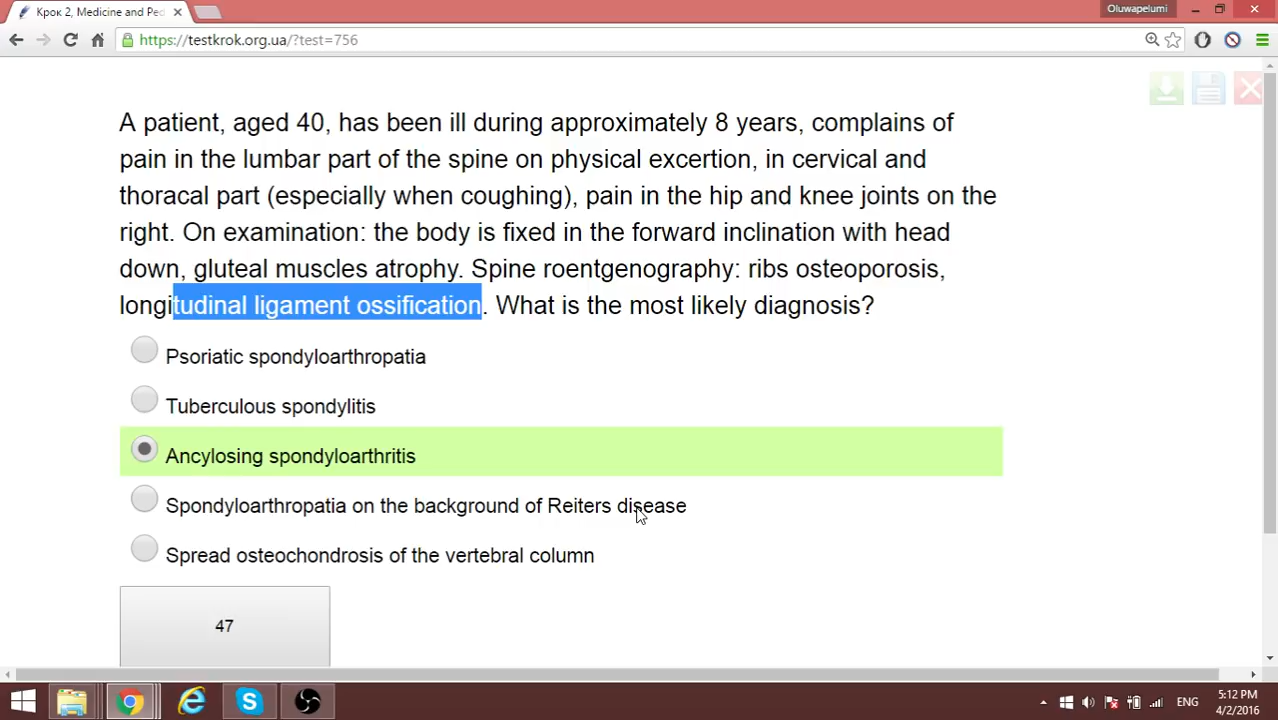 Крок 2, Medicine and Ped
Oluwapelumi
https://testkrok.org.ua/?test=756
A patient, aged 40, has been ill during approximately 8 years, complains of
pain in the lumbar part of the spine on physical excertion, in cervical and
thoracal part (especially when coughing), pain in the hip and knee joints on the
right. On examination: the body is fixed in the forward inclination with head
down, gluteal muscles atrophy. Spine roentgenography: ribs osteoporosis,
longitudinal ligament ossification. What is the most likely diagnosis?
Psoriatic spondyloarthropatia
Tuberculous spondylitis
Ancylosing spondyloarthritis
Spondyloarthropatia on the background of Reiters disease
Spread osteochondrosis of the vertebral column
47
ENG
5:12 PM
4/2/2016